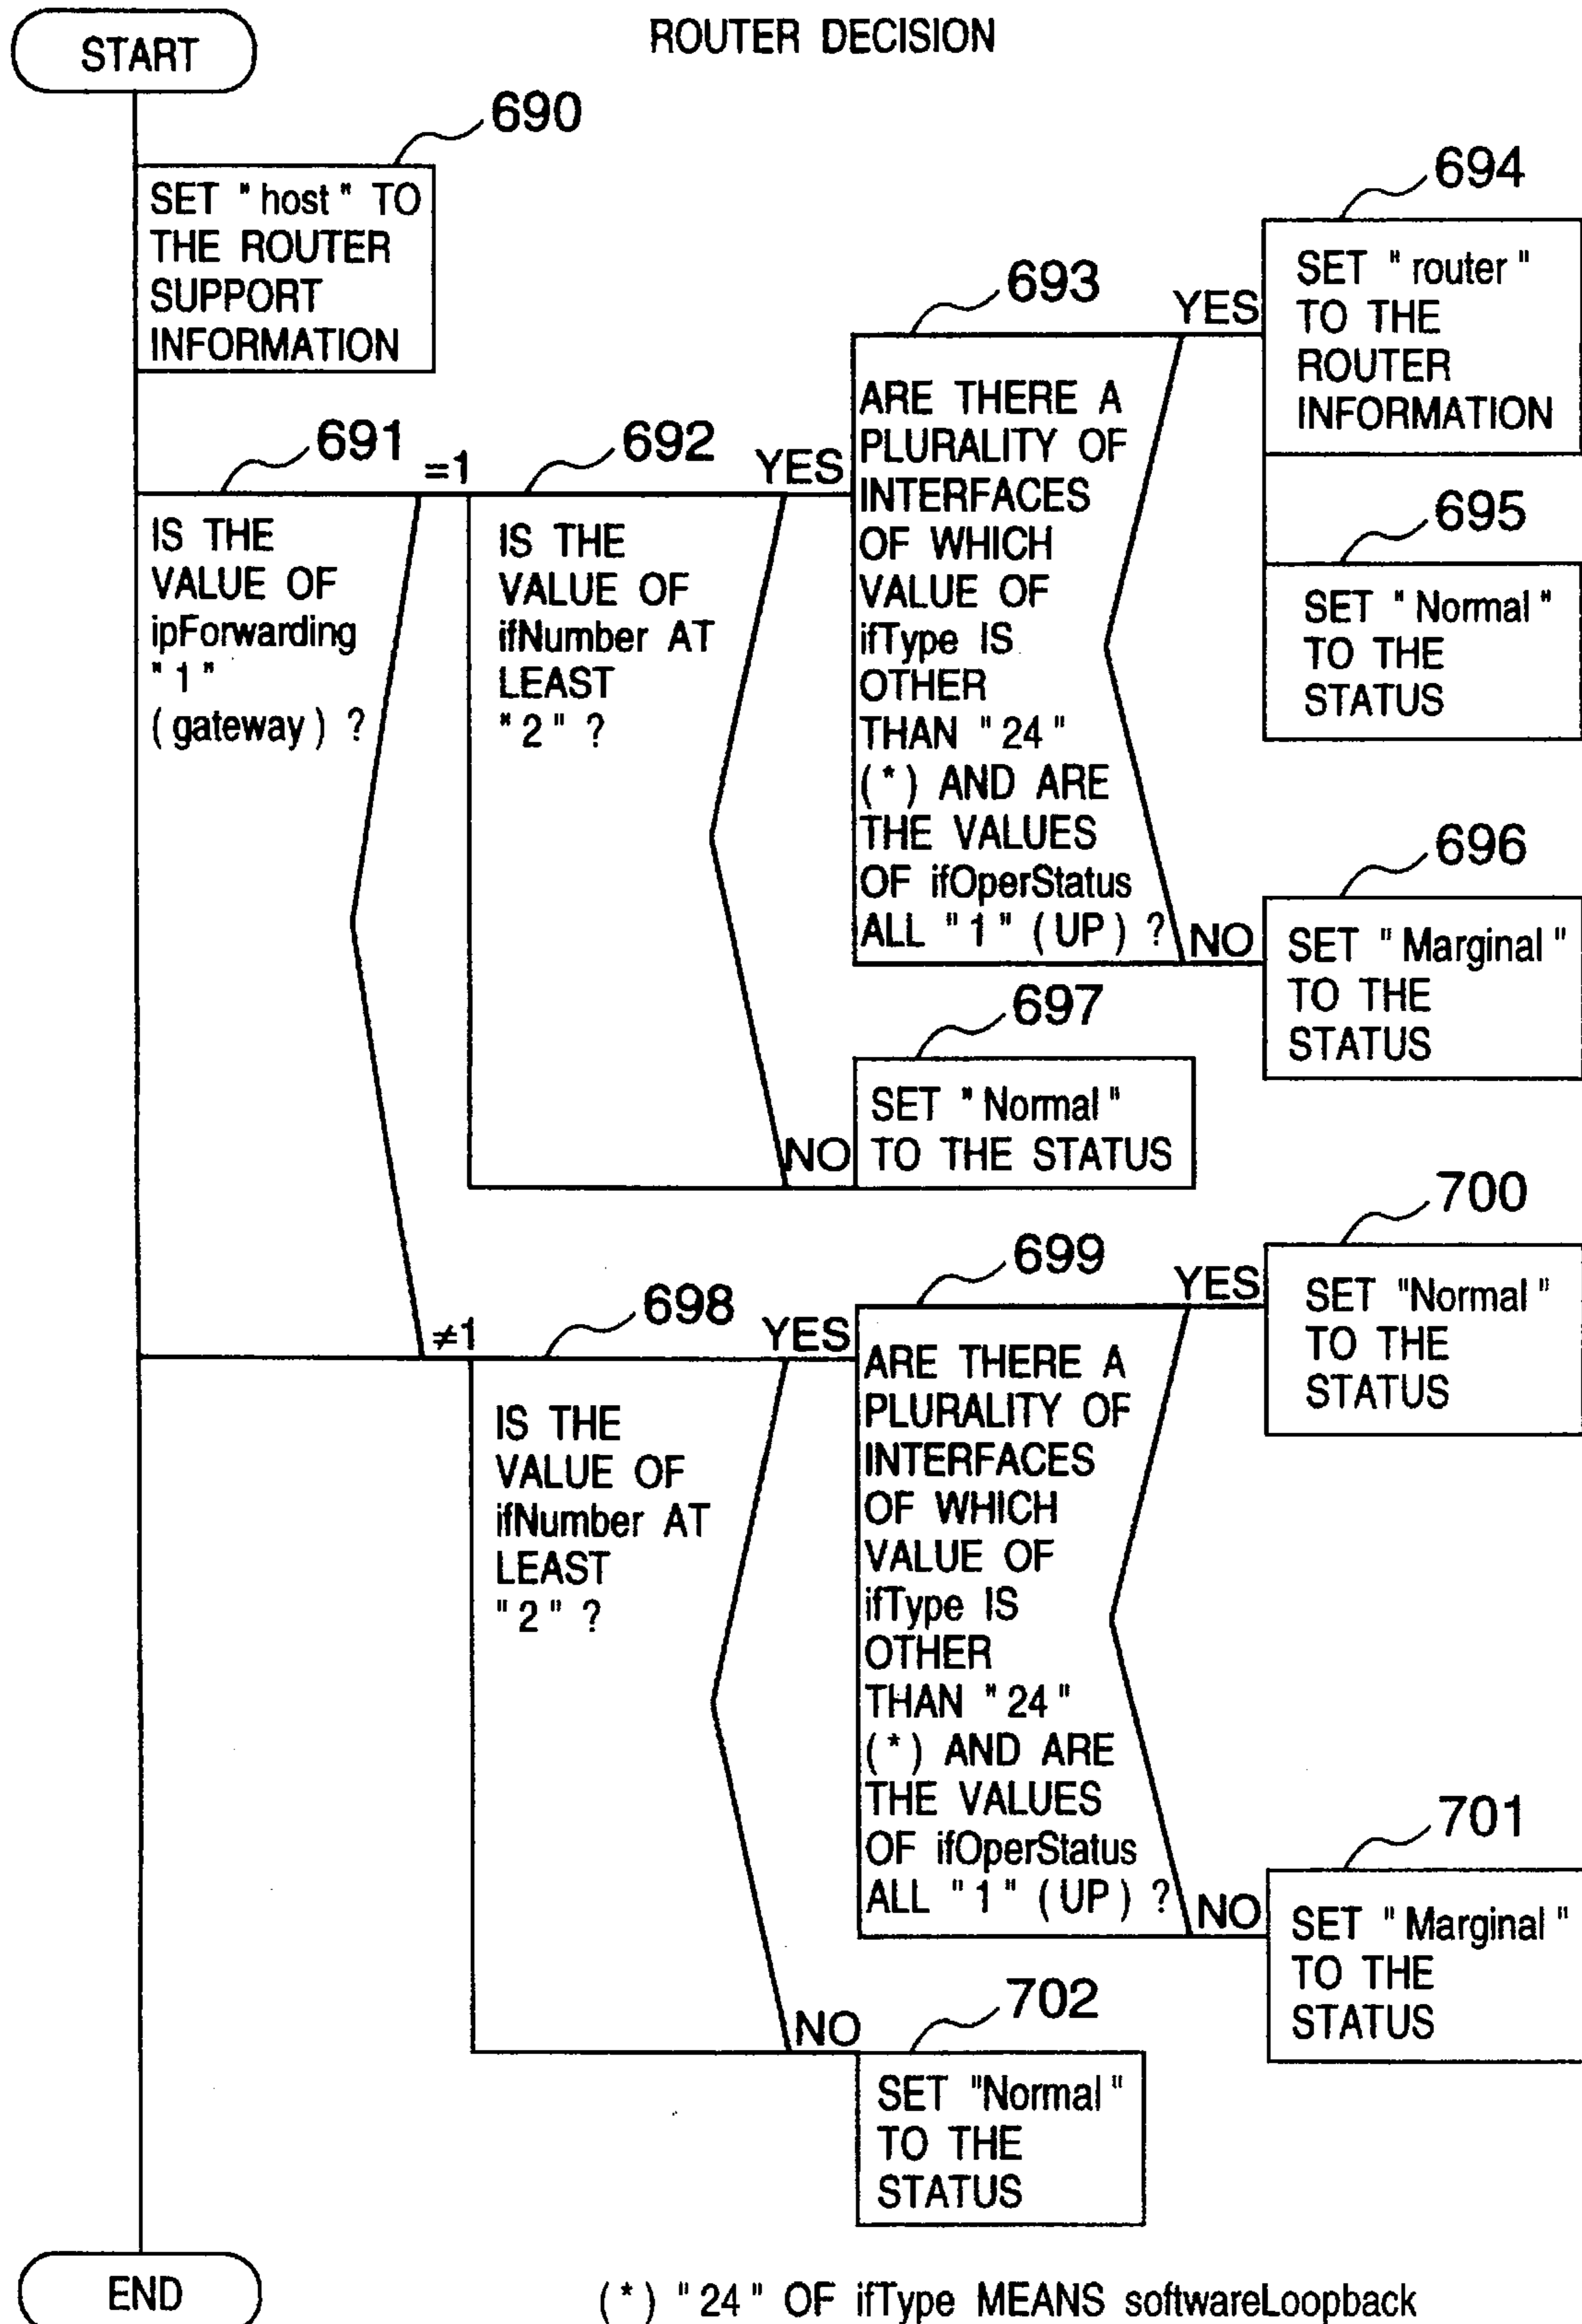 START
ROUTER DECISION
690
SET "host" TO
THE ROUTER
SUPPORT
INFORMATION
691
=1
IS THE
VALUE OF
ipForwarding
"1"
(gateway) ?
692
YES
IS THE
VALUE OF
ifNumber AT
LEAST
"2" ?
693
YES
ARE THERE A
PLURALITY OF
INTERFACES
OF WHICH
VALUE OF
ifType IS
OTHER
THAN "24"
(*) AND ARE
THE VALUES
OF ifOperStatus
ALL "1" (UP) ?
NO
694
SET "router"
TO THE
ROUTER
INFORMATION
695
SET "Normal"
TO THE
STATUS
696
SET "Marginal"
TO THE
STATUS
697
NO
SET "Normal"
TO THE STATUS
≠1
698
YES
IS THE
VALUE OF
ifNumber AT
LEAST
"2" ?
699
YES
ARE THERE A
PLURALITY OF
INTERFACES
OF WHICH
VALUE OF
ifType IS
OTHER
THAN "24"
(*) AND ARE
THE VALUES
OF ifOperStatus
ALL "1" (UP) ?
NO
700
SET "Normal"
TO THE
STATUS
701
SET "Marginal"
TO THE
STATUS
NO
702
SET "Normal"
TO THE
STATUS
END
(*) "24" OF ifType MEANS softwareLoopback